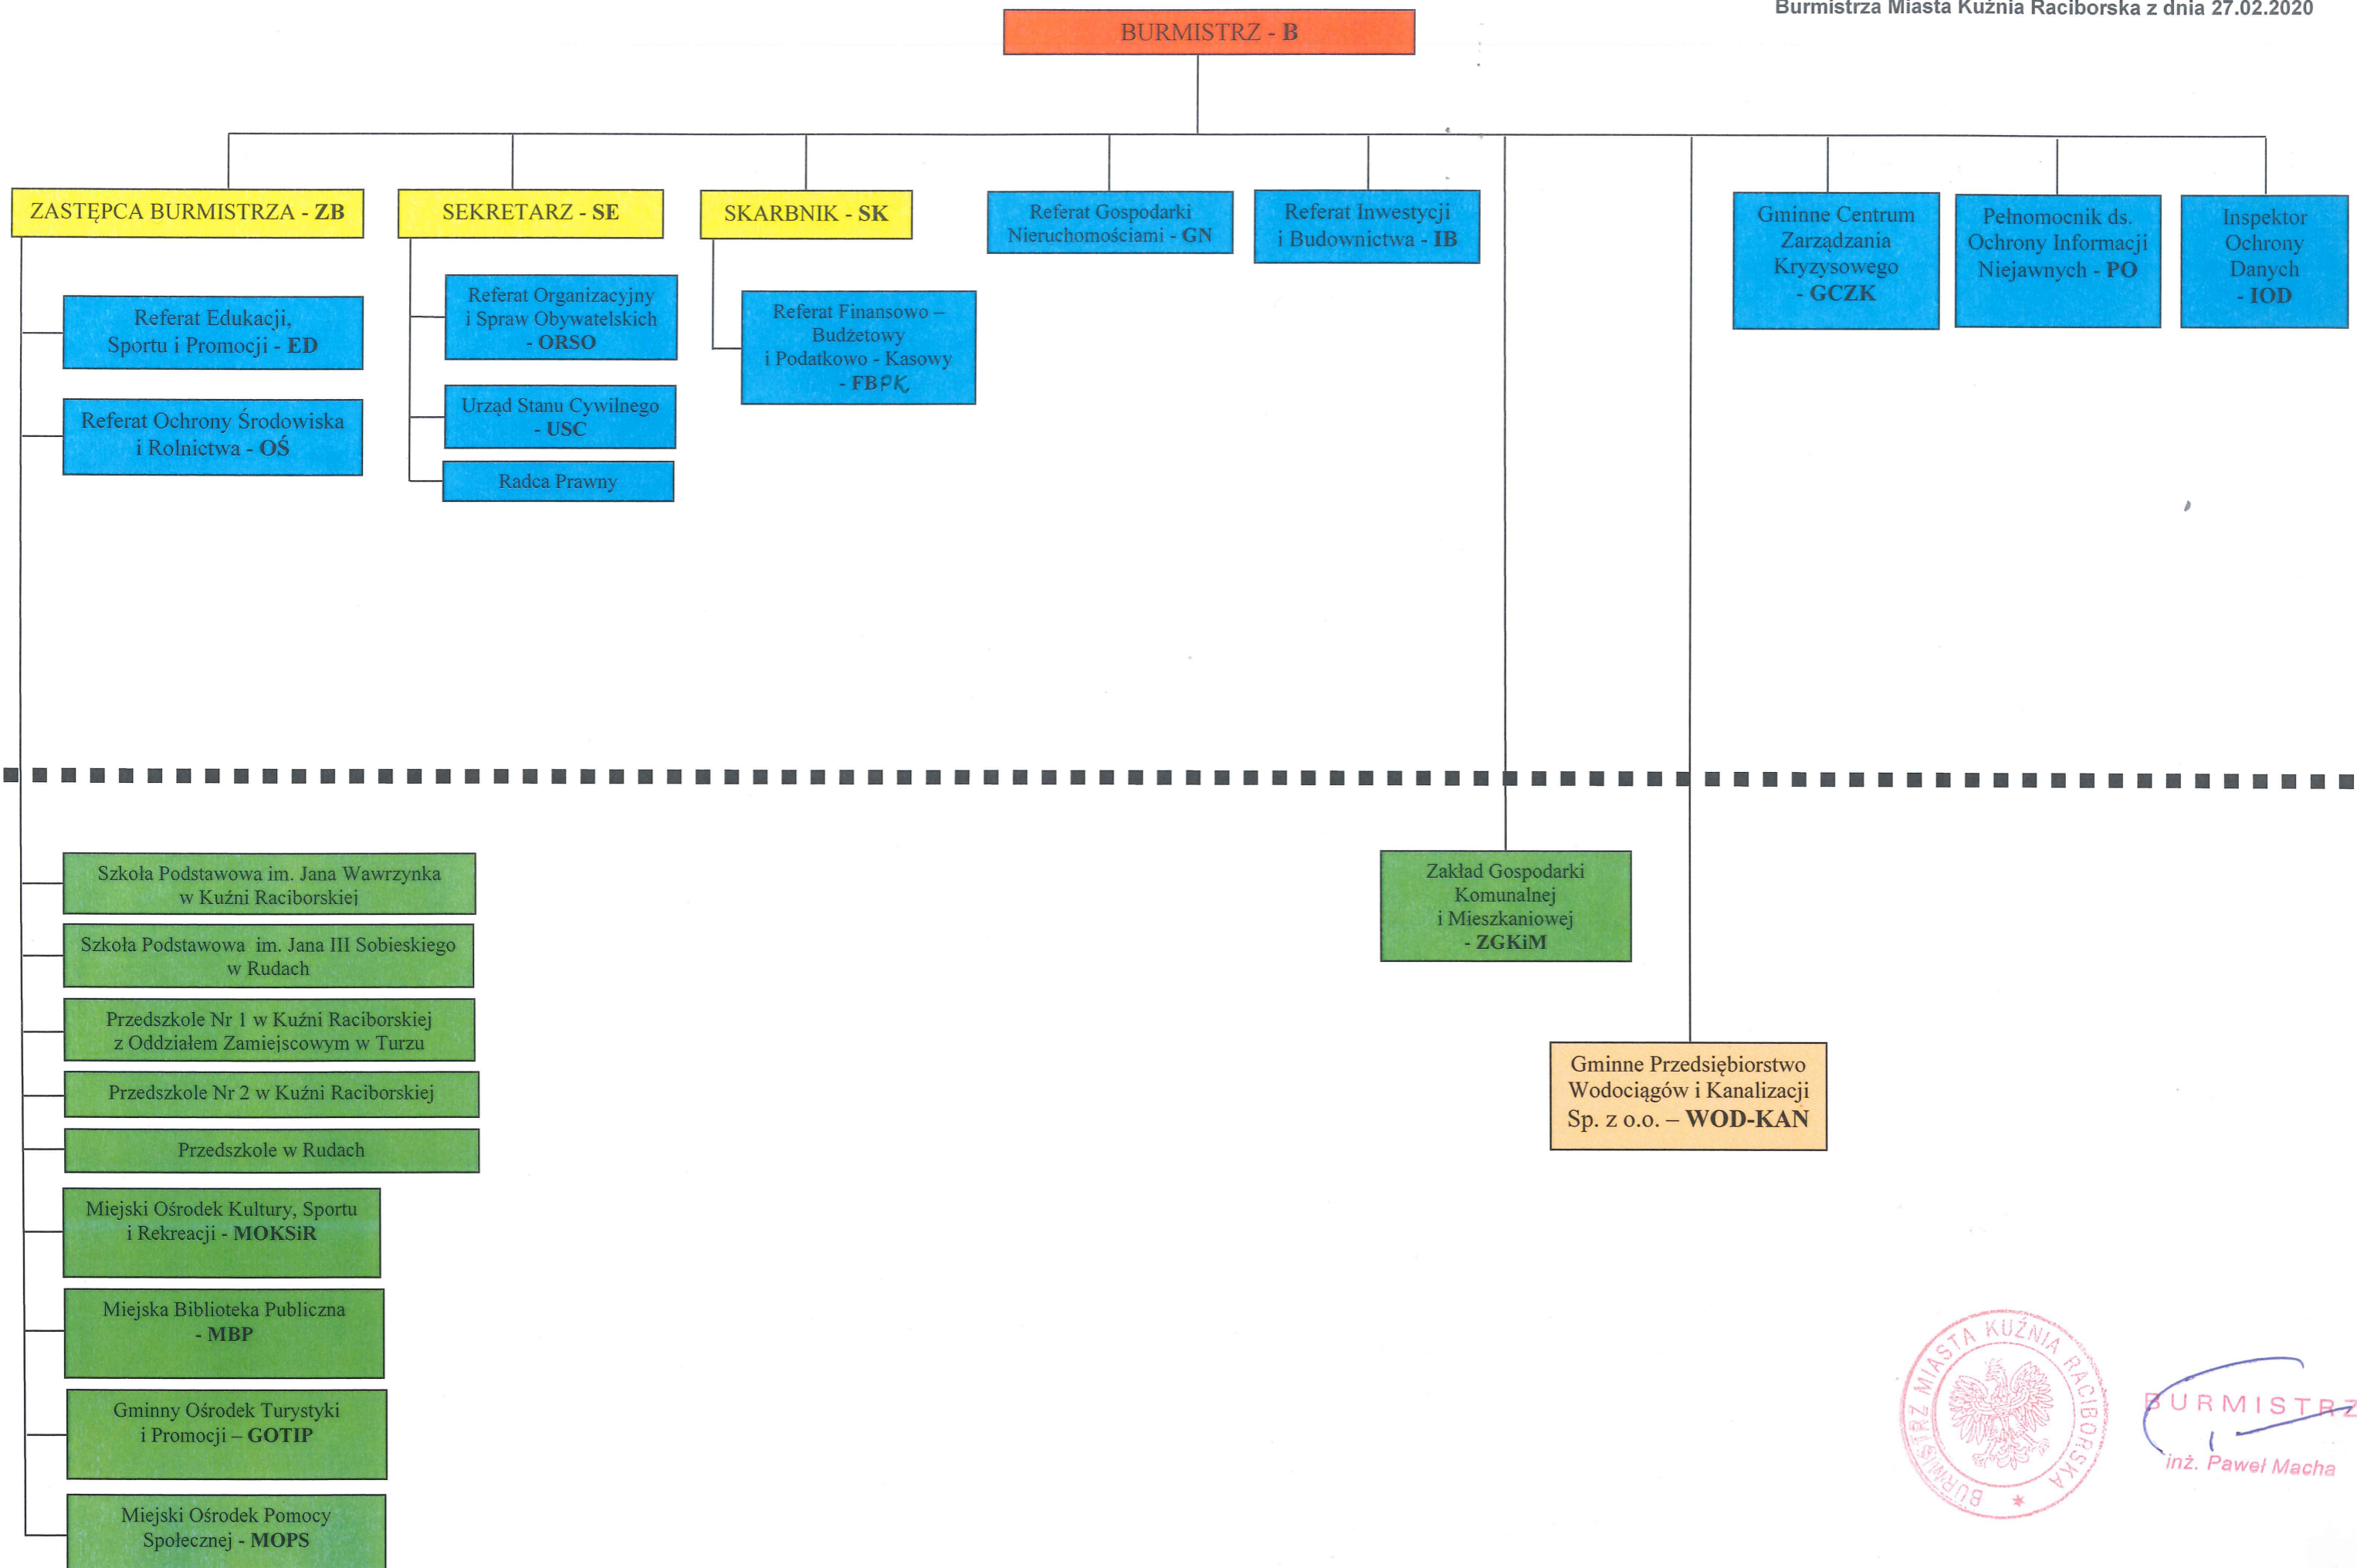 Burmistrza Miasta Kuźnia Raciborska z dnia 27.02.2020
BURMISTRZ - B
ZASTĘPCA BURMISTRZA - ZB
SEKRETARZ - SE
SKARBNIK - SK
Referat Gospodarki
Nieruchomościami - GN
Referat Inwestycji
i Budownictwa - IB
Gminne Centrum
Zarządzania
Kryzysowego
- GCZK
Pełnomocnik ds.
Ochrony Informacji
Niejawnych - PO
Inspektor
Ochrony
Danych
- IOD
Referat Edukacji,
Sportu i Promocji - ED
Referat Ochrony Środowiska
i Rolnictwa - OŚ
Referat Organizacyjny
i Spraw Obywatelskich
- ORSO
Urząd Stanu Cywilnego
- USC
Radca Prawny
Referat Finansowo –
Budżetowy
i Podatkowo - Kasowy
- FBPK
Szkoła Podstawowa im. Jana Wawrzynka
w Kuźni Raciborskiej
Szkoła Podstawowa im. Jana III Sobieskiego
w Rudach
Przedszkole Nr 1 w Kuźni Raciborskiej
z Oddziałem Zamiejscowym w Turzu
Przedszkole Nr 2 w Kuźni Raciborskiej
Przedszkole w Rudach
Miejski Ośrodek Kultury, Sportu
i Rekreacji - MOKSiR
Miejska Biblioteka Publiczna
- MBP
Gminny Ośrodek Turystyki
i Promocji – GOTIP
Miejski Ośrodek Pomocy
Społecznej - MOPS
Zakład Gospodarki
Komunalnej
i Mieszkaniowej
- ZGKiM
Gminne Przedsiębiorstwo
Wodociągów i Kanalizacji
Sp. z o.o. – WOD-KAN
BURMISTRZ MIASTA KUŹNIA RACIBORSKA
BURMISTRZ
inż. Paweł Macha